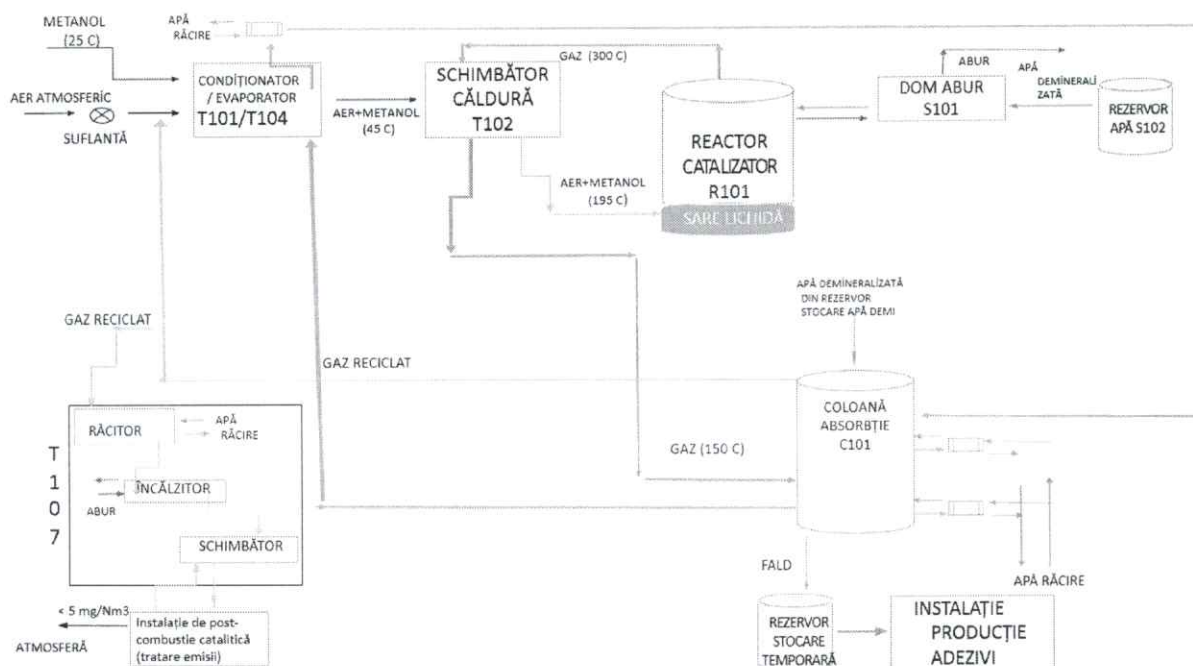 METANOL
(25 C)
AER ATMOSFERIC
SUFLANTĂ
APĂ
RĂCIRE
CONDIȚIONATOR
/ EVAPORATOR
T101/T104
AER+METANOL
(45 C)
SCHIMBĂTOR
CĂLDURĂ
T102
GAZ (300 C)
AER+METANOL
(195 C)
REACTOR
CATALIZATOR
R101
SARE LICHIDĂ
ABUR
DOM ABUR
S101
APĂ
DEMINERALI
ZATĂ
REZERVOR
APĂ S102
GAZ RECICLAT
GAZ RECICLAT
APĂ DEMINERALIZATĂ
DIN REZERVOR
STOCARE APĂ DEMI
COLOANĂ
ABSORBȚIE
C101
GAZ (150 C)
T
1
0
7
RĂCITOR
APĂ
RĂCIRE
ÎNCĂLZITOR
ABUR
SCHIMBĂTOR
< 5 mg/Nm3
ATMOSFERĂ
Instalație de post-
combustie catalitică
(tratare emisii)
FALD
APĂ RĂCIRE
REZERVOR
STOCARE
TEMPORARĂ
INSTALAȚIE
PRODUCȚIE
ADEZIVI